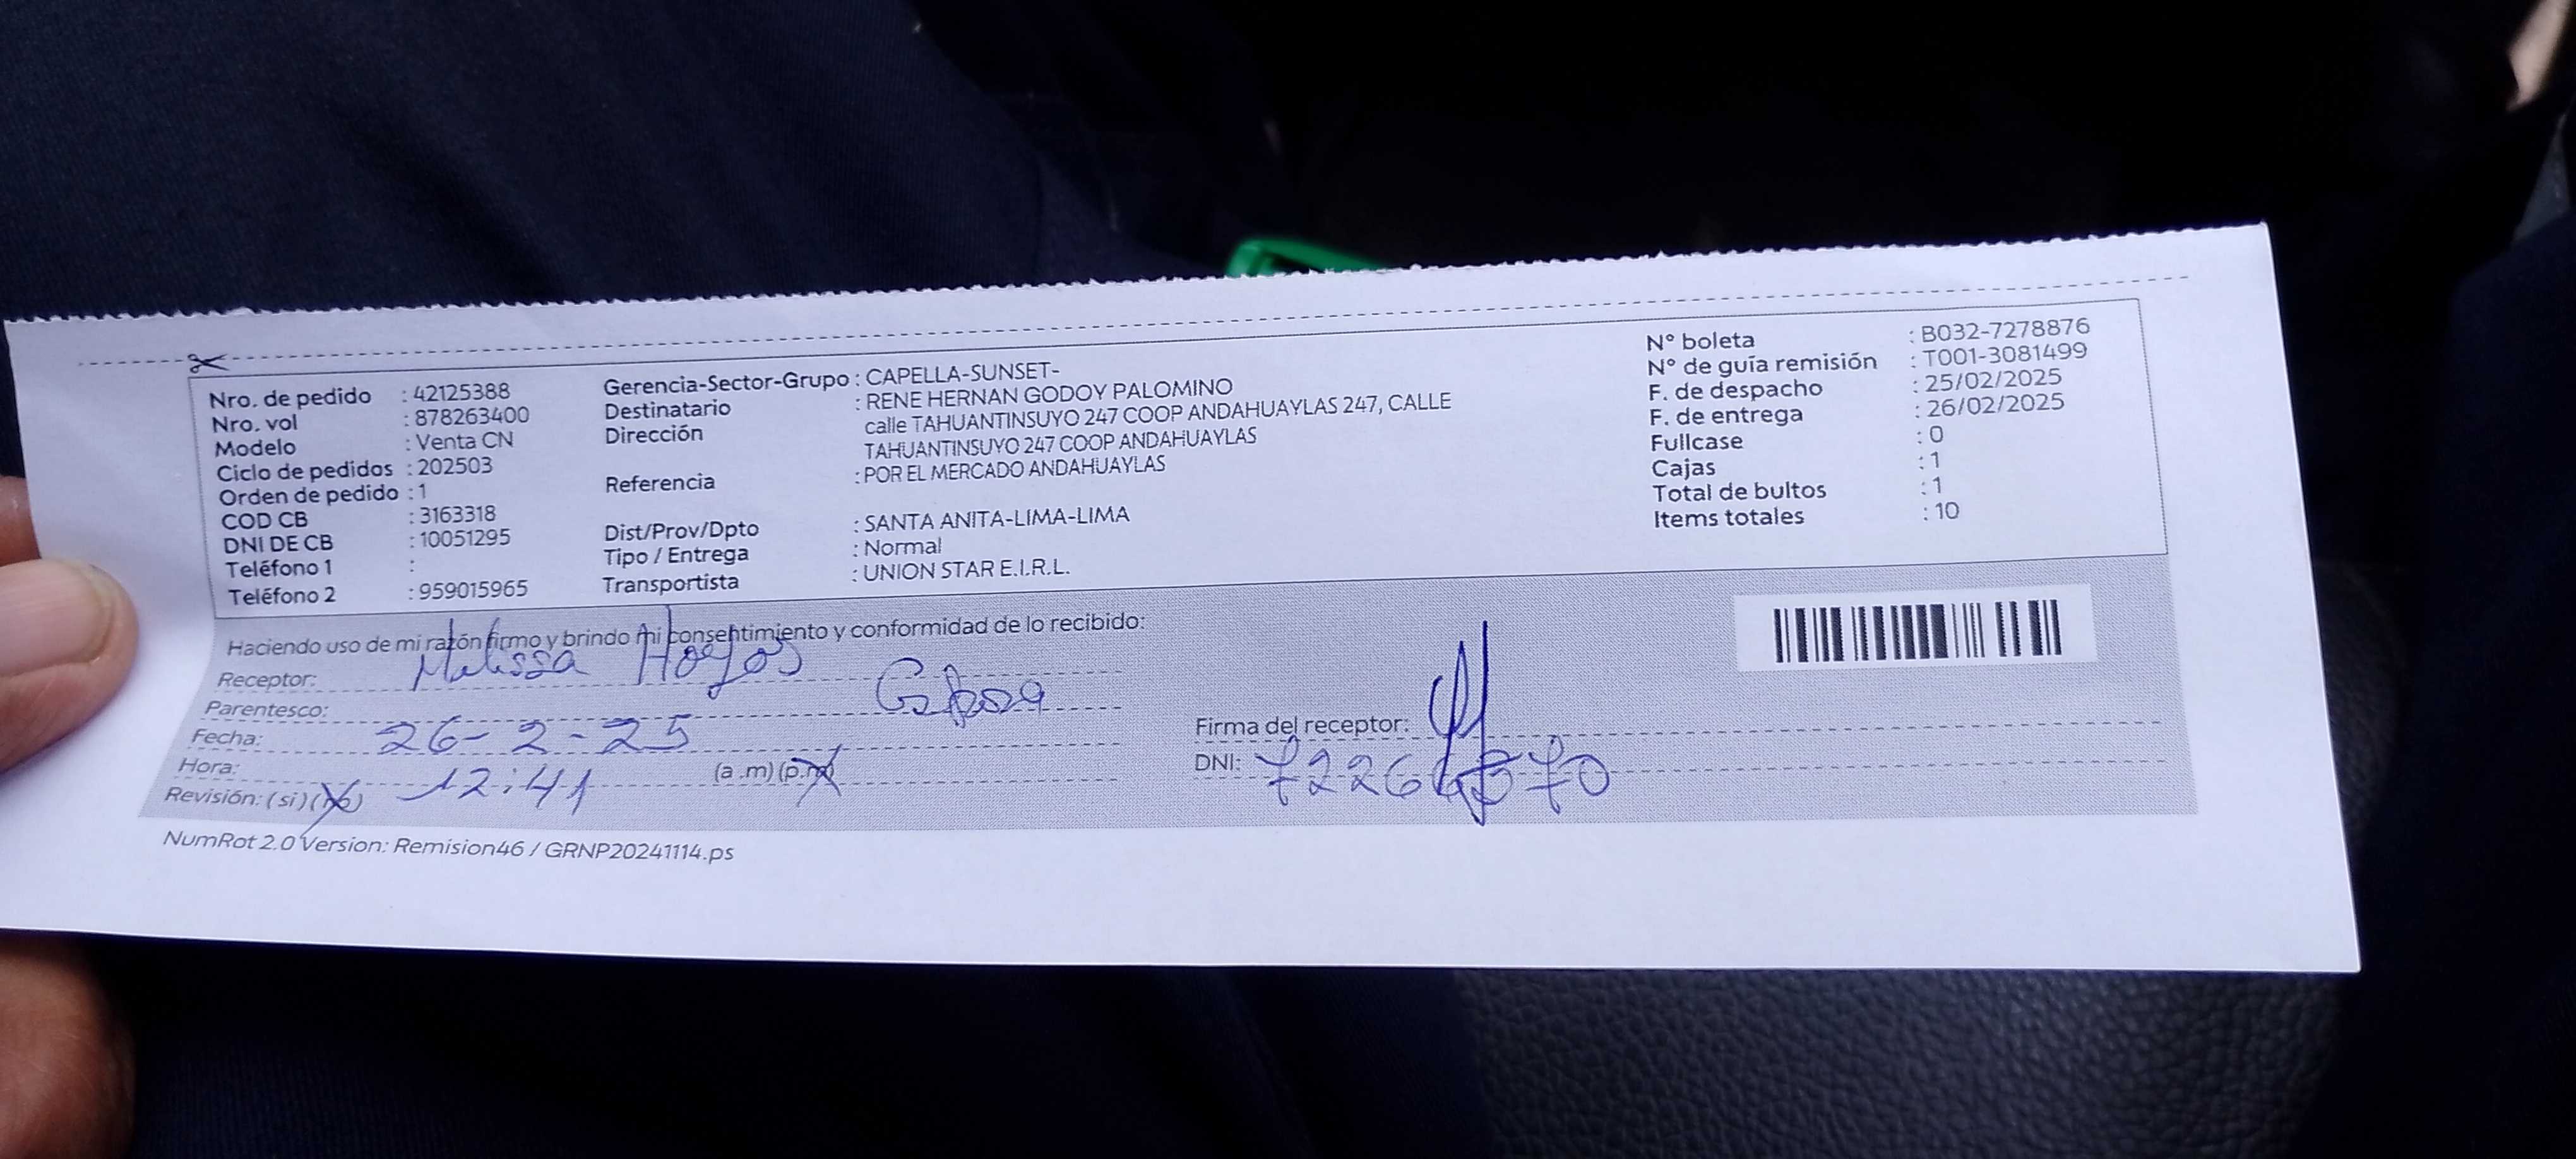 Nro. de pedido : 42125388
Nro. vol : 878263400
Modelo : Venta CN
Ciclo de pedidos : 202503
Orden de pedido : 1
COD CB : 3163318
DNI DE CB : 10051295
Teléfono 1 :
Teléfono 2 : 959015965
Gerencia-Sector-Grupo : CAPELLA-SUNSET-
Destinatario : RENE HERNAN GODOY PALOMINO
Dirección calle TAHUANTINSUYO 247 COOP ANDAHUAYLAS 247, CALLE
TAHUANTINSUYO 247 COOP ANDAHUAYLAS
Referencia : POR EL MERCADO ANDAHUAYLAS
Dist/Prov/Dpto : SANTA ANITA-LIMA-LIMA
Tipo / Entrega : Normal
Transportista : UNION STAR E.I.R.L.
N° boleta : B032-7278876
N° de guía remisión : T001-3081499
F. de despacho : 25/02/2025
F. de entrega : 26/02/2025
Fullcase : 0
Cajas : 1
Total de bultos : 1
Items totales : 10
Haciendo uso de mi razón firmo y brindo mi consentimiento y conformidad de lo recibido:
Receptor: Melissa Hoyos
Parentesco:
Fecha: 26-2-25
Hora: 12:41 (a .m) (p.m)
Revisión: (si) (no)
Firma del receptor:
DNI:
NumRot 2.0 Version: Remision46 / GRNP20241114.ps